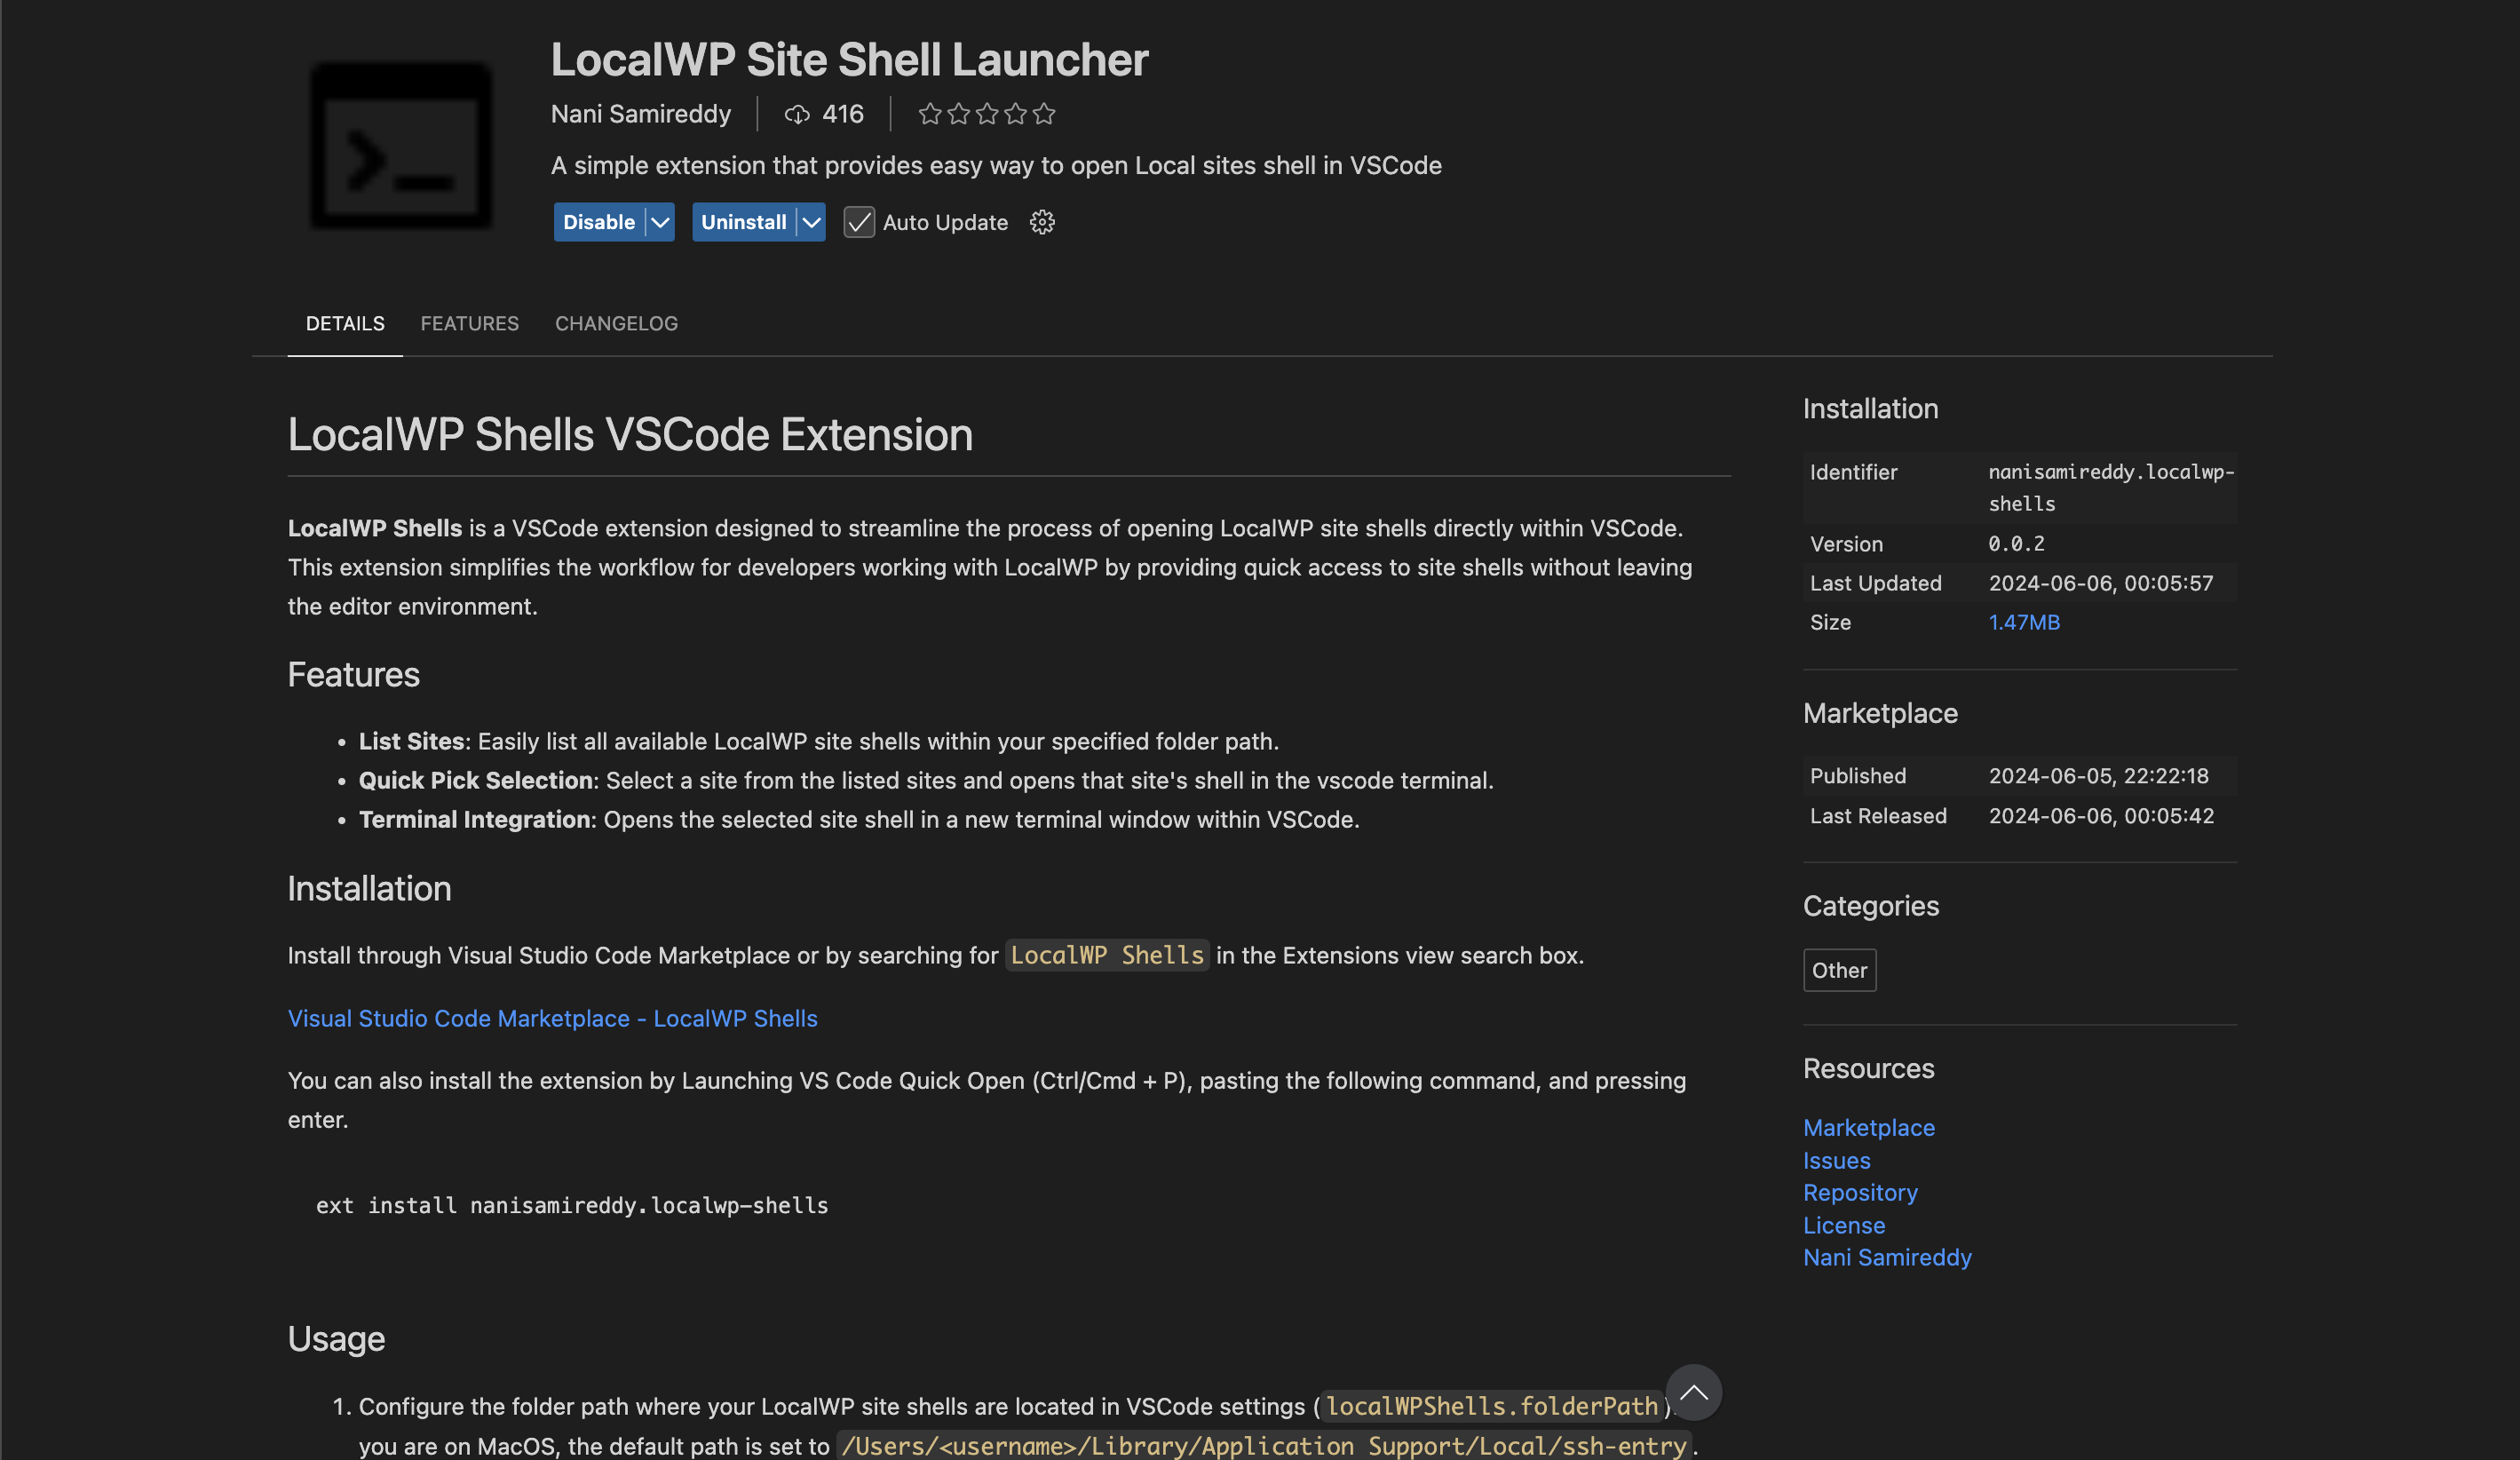 LocalWP Site Shell Launcher
Nani Samireddy 416
A simple extension that provides easy way to open Local sites shell in VSCode
Disable Uninstall Auto Update
DETAILS FEATURES CHANGELOG
LocalWP Shells VSCode Extension
LocalWP Shells is a VSCode extension designed to streamline the process of opening LocalWP site shells directly within VSCode.
This extension simplifies the workflow for developers working with LocalWP by providing quick access to site shells without leaving
the editor environment.
Features
• List Sites: Easily list all available LocalWP site shells within your specified folder path.
• Quick Pick Selection: Select a site from the listed sites and opens that site's shell in the vscode terminal.
• Terminal Integration: Opens the selected site shell in a new terminal window within VSCode.
Installation
Install through Visual Studio Code Marketplace or by searching for LocalWP Shells in the Extensions view search box.
Visual Studio Code Marketplace - LocalWP Shells
You can also install the extension by Launching VS Code Quick Open (Ctrl/Cmd + P), pasting the following command, and pressing
enter.
ext install nanisamireddy.localwp-shells
Usage
1. Configure the folder path where your LocalWP site shells are located in VSCode settings (localWPShells.folderPath).
you are on MacOS, the default path is set to /Users/<username>/Library/Application Support/Local/ssh-entry.
Installation
Identifier nanisamireddy.localwp-
shells
Version 0.0.2
Last Updated 2024-06-06, 00:05:57
Size 1.47MB
Marketplace
Published 2024-06-05, 22:22:18
Last Released 2024-06-06, 00:05:42
Categories
Other
Resources
Marketplace
Issues
Repository
License
Nani Samireddy